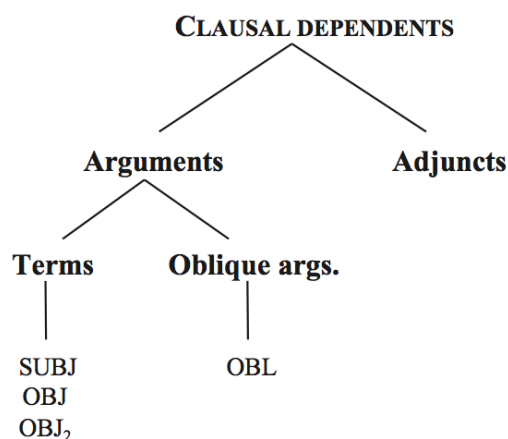 CLAUSAL DEPENDENTS
Arguments Adjuncts
Terms Oblique args.
SUBJ OBL
OBJ
OBJ₂